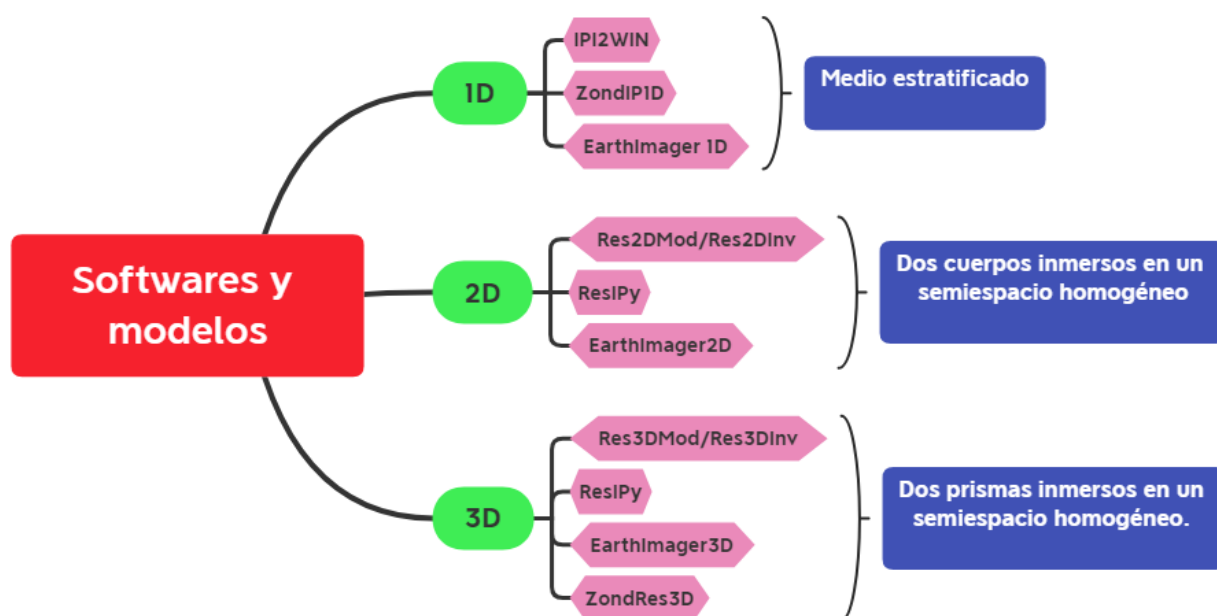 Softwares y
modelos
1D
IPI2WIN
ZondIP1D
EarthImager 1D
Medio estratificado
2D
Res2DMod/Res2DInv
ResIPy
EarthImager2D
Dos cuerpos inmersos en un
semiespacio homogéneo
3D
Res3DMod/Res3DInv
ResIPy
EarthImager3D
ZondRes3D
Dos prismas inmersos en un
semiespacio homogéneo.